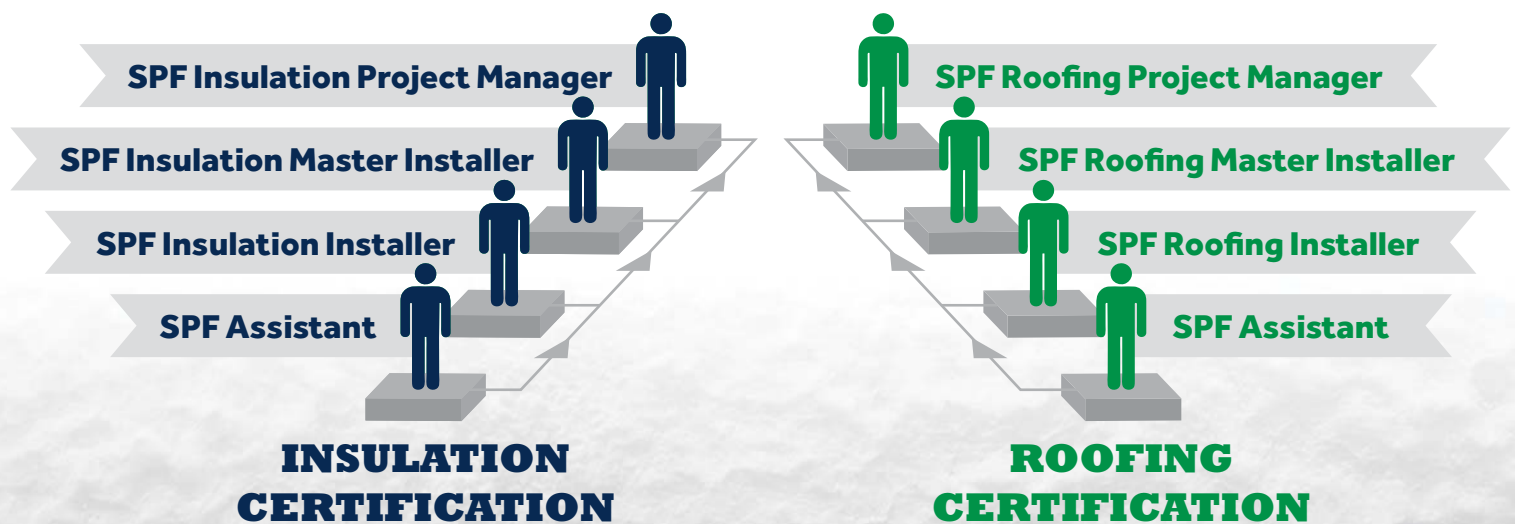 SPF Insulation Project Manager
SPF Insulation Master Installer
SPF Insulation Installer
SPF Assistant
INSULATION
CERTIFICATION
SPF Roofing Project Manager
SPF Roofing Master Installer
SPF Roofing Installer
SPF Assistant
ROOFING
CERTIFICATION